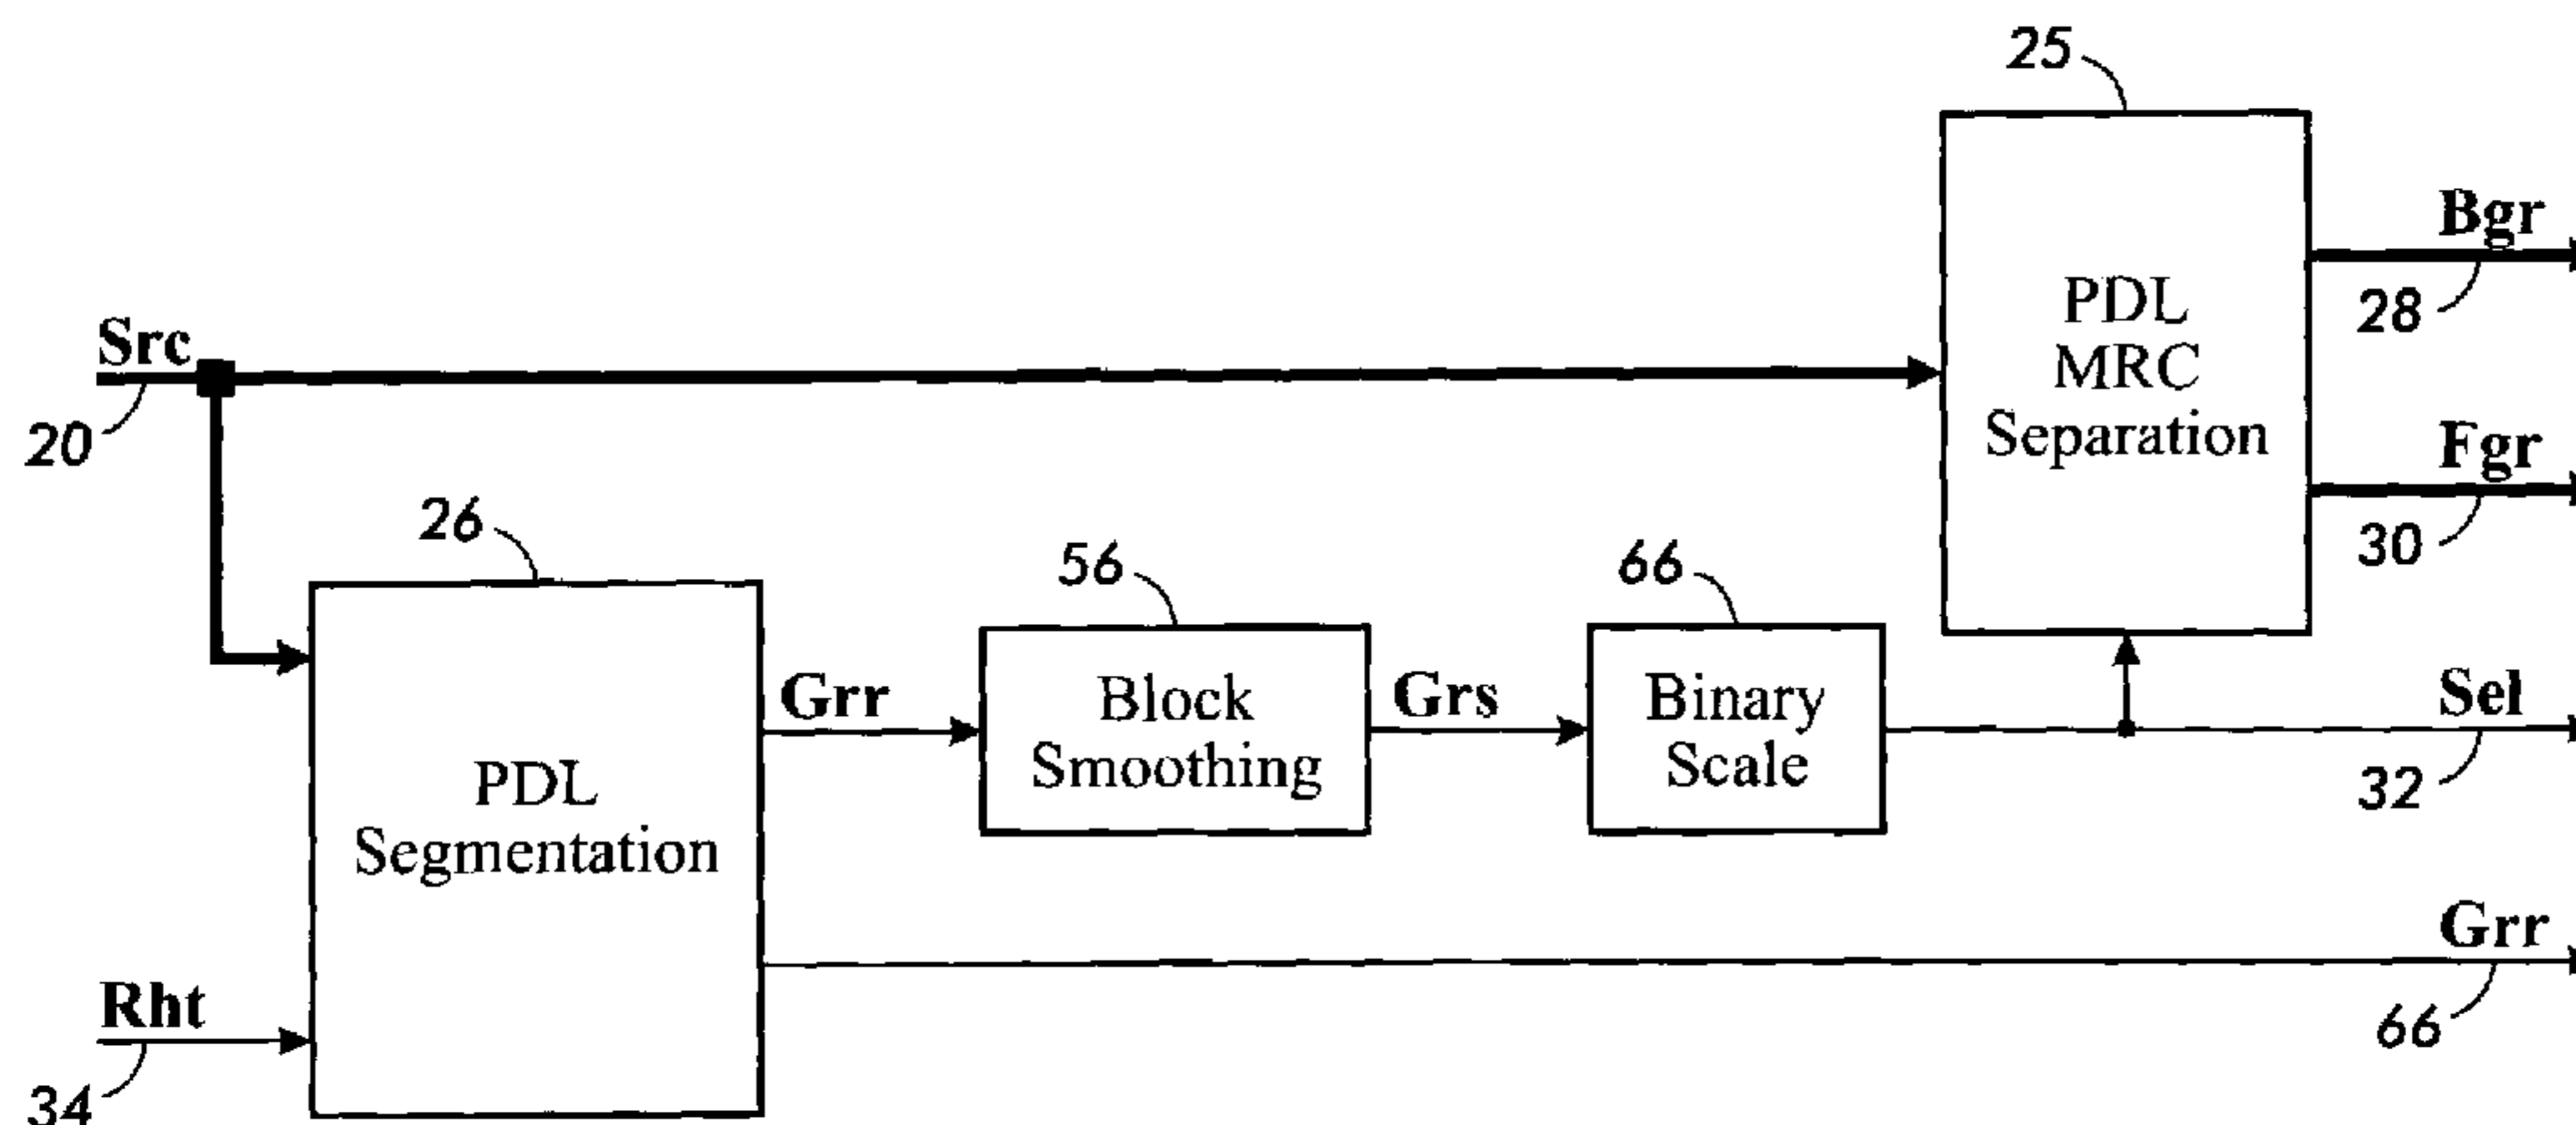 25
Bgr
28
PDL
MRC
Separation
Src
20
Fgr
30
26
56
66
Grr
Block
Smoothing
Grs
Binary
Scale
Sel
32
PDL
Segmentation
Grr
66
Rht
34